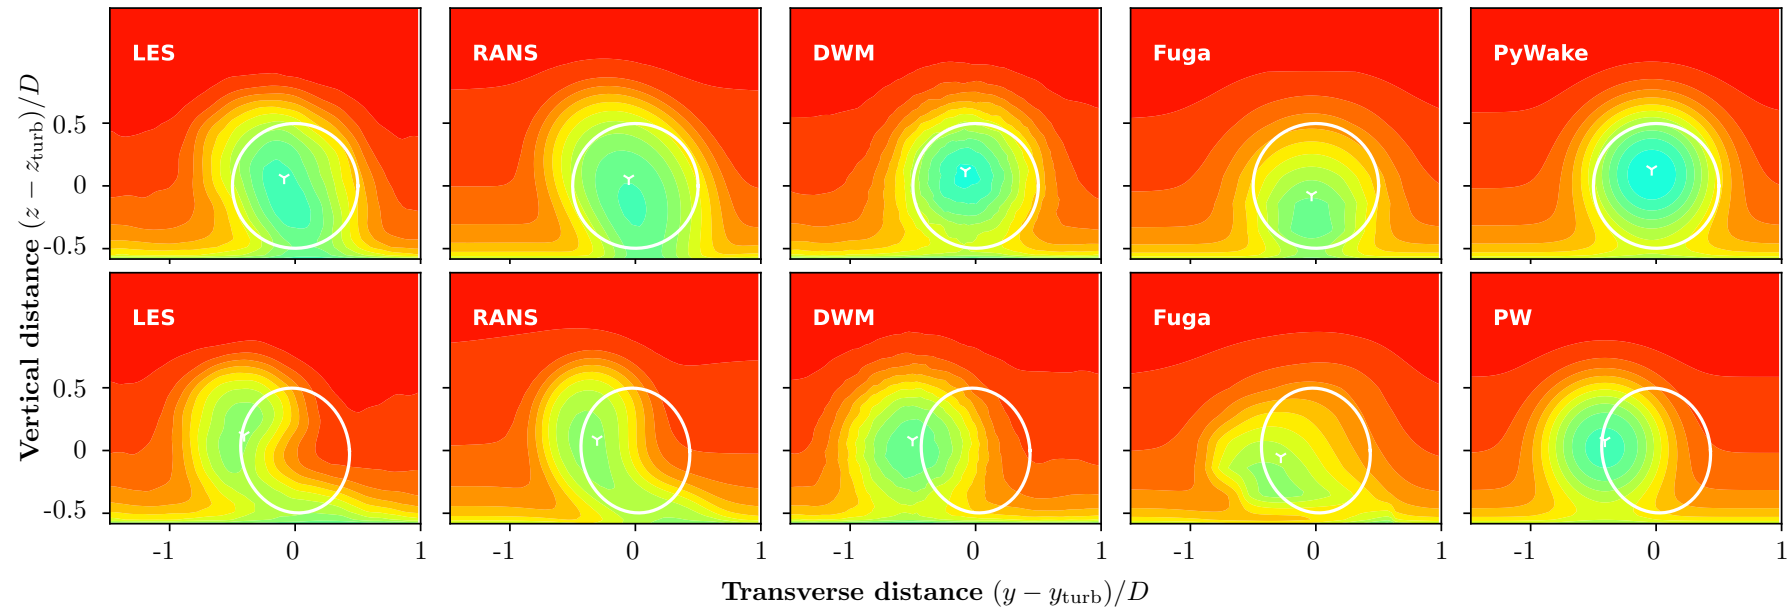 LES RANS DWM Fuga PyWake
Vertical distance (z − z_turb)/D
0.5
0
-0.5
LES RANS DWM Fuga PW
0.5
0
-0.5
-1 0 1 -1 0 1 -1 0 1 -1 0 1 -1 0 1
Transverse distance (y − y_turb)/D